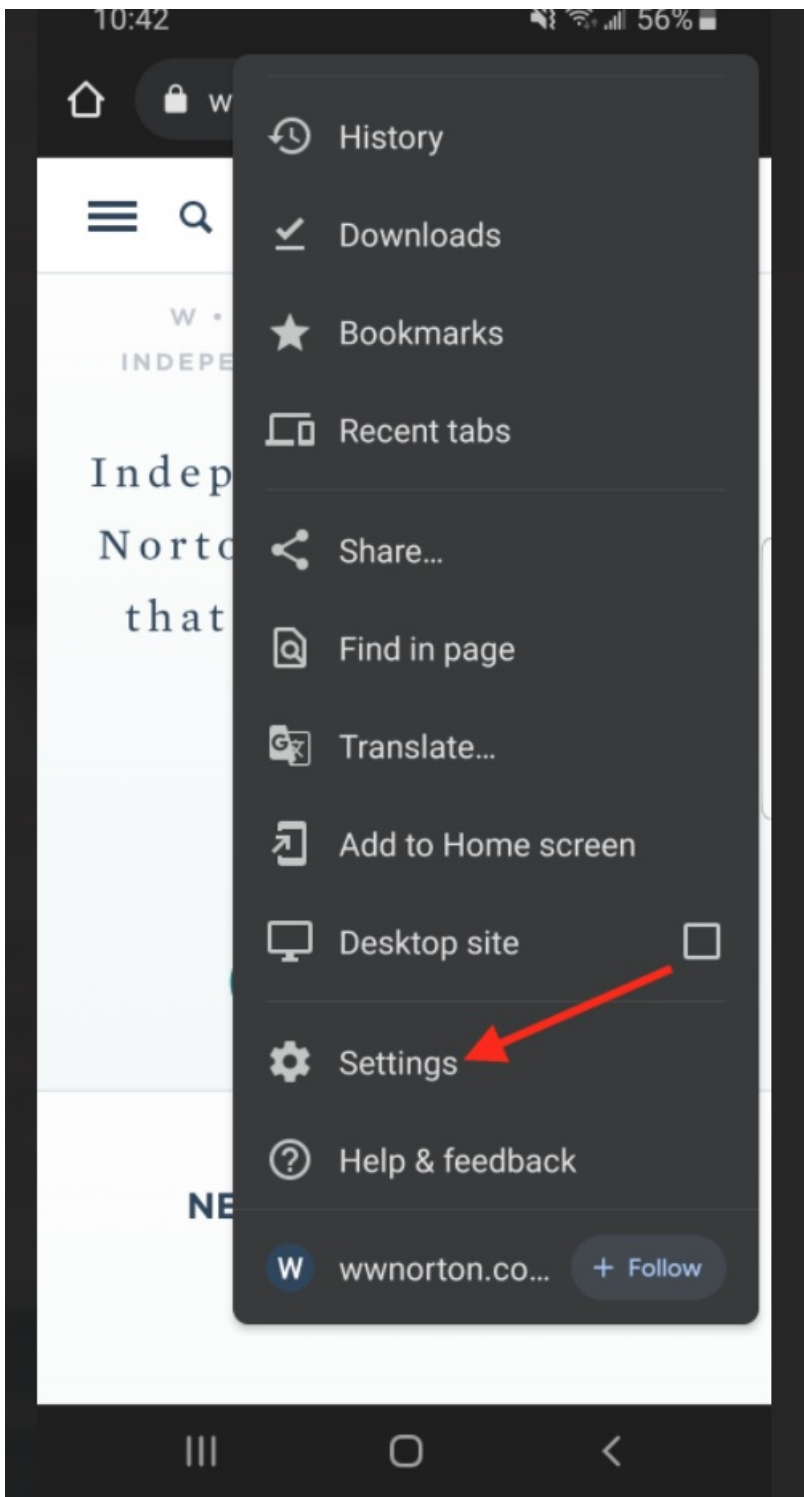 10:42
56%
w
History
Downloads
Bookmarks
Recent tabs
Share...
Find in page
Translate...
Add to Home screen
Desktop site
Settings
Help & feedback
W wwnorton.co... + Follow
W •
INDEPE
Indep
Norto
that
NE